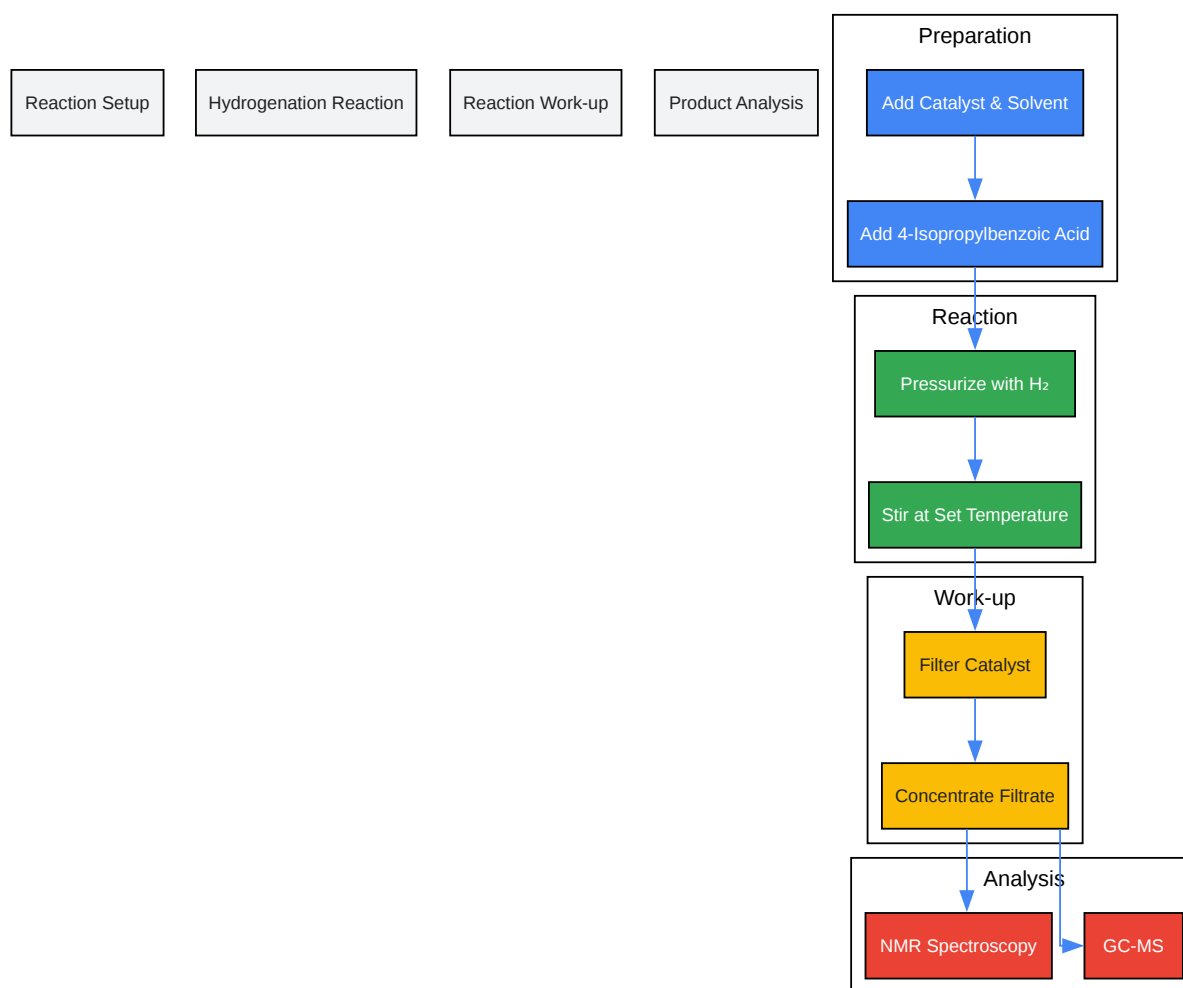 Preparation
Reaction Setup
Hydrogenation Reaction
Reaction Work-up
Product Analysis
Add Catalyst & Solvent
Add 4-Isopropylbenzoic Acid
Reaction
Pressurize with H₂
Stir at Set Temperature
Work-up
Filter Catalyst
Concentrate Filtrate
Analysis
NMR Spectroscopy
GC-MS